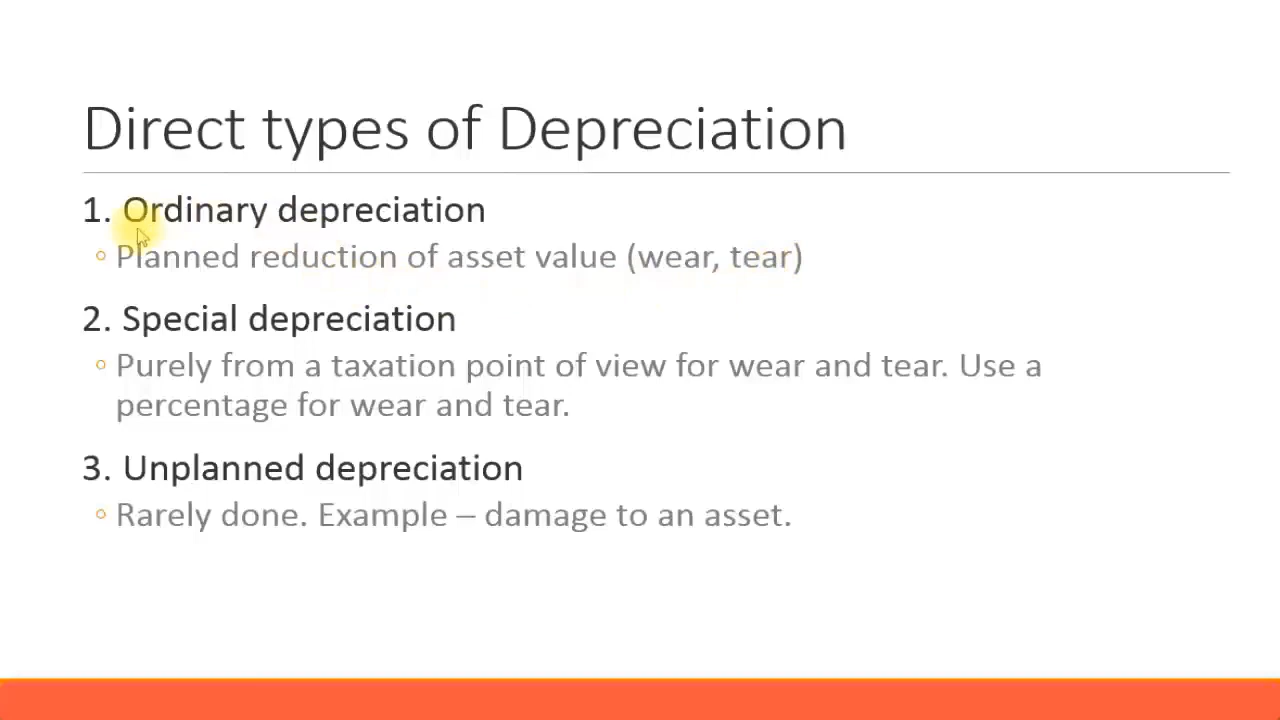 Direct types of Depreciation
1. Ordinary depreciation
◦ Planned reduction of asset value (wear, tear)
2. Special depreciation
◦ Purely from a taxation point of view for wear and tear. Use a
percentage for wear and tear.
3. Unplanned depreciation
◦ Rarely done. Example – damage to an asset.